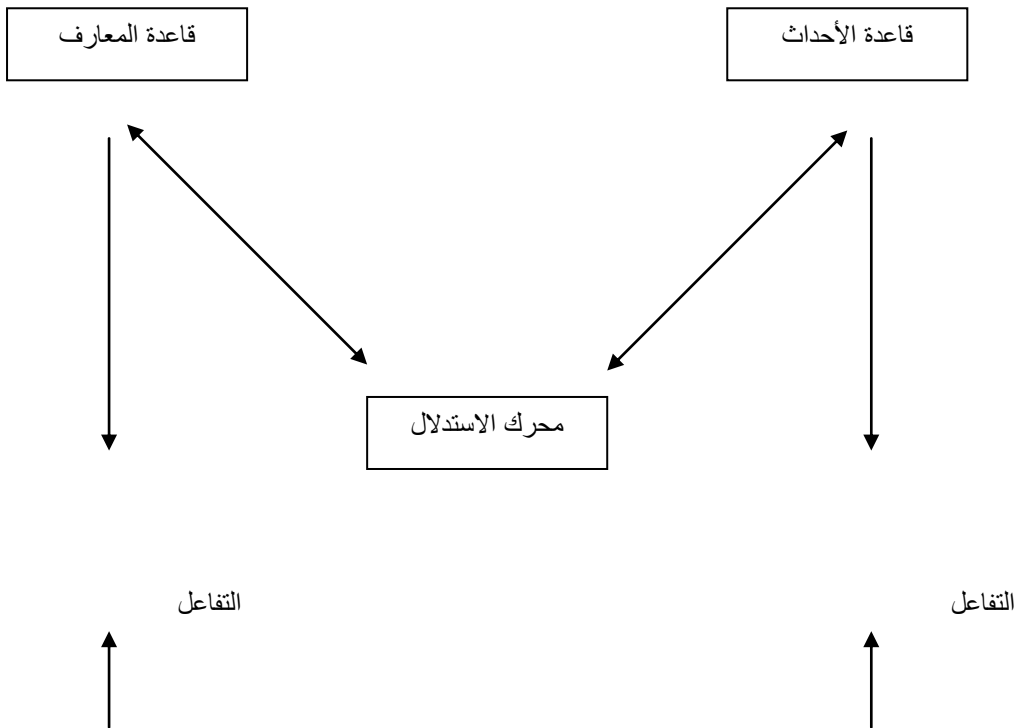 قاعدة الأحداث
قاعدة المعارف
محرك الاستدلال
التفاعل
التفاعل